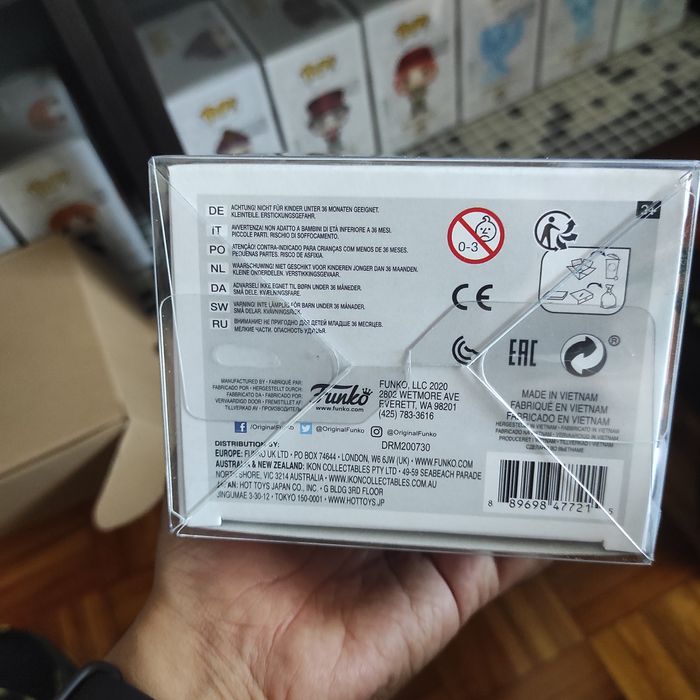 POP!
POP!
POP!
3+
DE ACHTUNG! NICHT FÜR KINDER UNTER 36 MONATEN GEEIGNET.
KLEINTEILE. ERSTICKUNGSGEFAHR.
IT AVVERTENZA! NON ADATTO A BAMBINI DI ETÀ INFERIORE A 36 MESI.
PICCOLE PARTI. RISCHIO DI SOFFOCAMENTO.
PO ATENÇÃO! CONTRA-INDICADO PARA CRIANÇAS COM MENOS DE 36 MESES.
PEQUENAS PARTES. RISCO DE ASFIXIA.
NL WAARSCHUWING! NIET GESCHIKT VOOR KINDEREN JONGER DAN 36 MAANDEN.
KLEINE ONDERDELEN. VERSTIKKINGSGEVAAR.
DA ADVARSEL! IKKE EGNET TIL BØRN UNDER 36 MÅNEDER.
SMÅ DELE. KVÆLNINGSFARE.
SW VARNING! INTE LÄMPLIG FÖR BARN UNDER 36 MÅNADER.
SMÅ DELAR. KVÄVNINGSRISK.
RU ВНИМАНИЕ! НЕ ПРИГОДНО ДЛЯ ДЕТЕЙ МЛАДШЕ 36 МЕСЯЦЕВ.
МЕЛКИЕ ЧАСТИ. ОПАСНОСТЬ УДУШЬЯ.
0-3
CE
EAC
®
MANUFACTURED BY • FABRIQUÉ PAR:
FABRICADO POR • HERGESTELLT DURCH:
FABBRICATO DA • FABRICADO POR:
VERVAARDIGD DOOR • FREMSTILLET AF
TILLVERKAD AF • ПРОИЗВОДИТЕЛЬ
Funko
www.funko.com
FUNKO, LLC 2020
2802 WETMORE AVE
EVERETT, WA 98201
(425) 783-3616
/OriginalFunko
@OriginalFunko
@OriginalFunko
DRM200730
MADE IN VIETNAM
FABRIQUÉ EN VIETNAM
FABRICADO EN VIETNAM
DISTRIBUTION BY:
EUROPE: FUNKO UK LTD • PO BOX 74644 • LONDON, W6 6JW (UK) • WWW.FUNKO.COM
AUSTRALIA & NEW ZEALAND: IKON COLLECTABLES PTY LTD • 49-59 SEABEACH PARADE
NORTH SHORE, VIC 3214 AUSTRALIA • WWW.IKONCOLLECTABLES.COM.AU
JAPAN: HOT TOYS JAPAN CO., INC. • G BLDG 3RD FLOOR
JINGUMAE 3-30-12 • TOKYO 150-0001 • WWW.HOTTOYS.JP
8 89698 47721 5